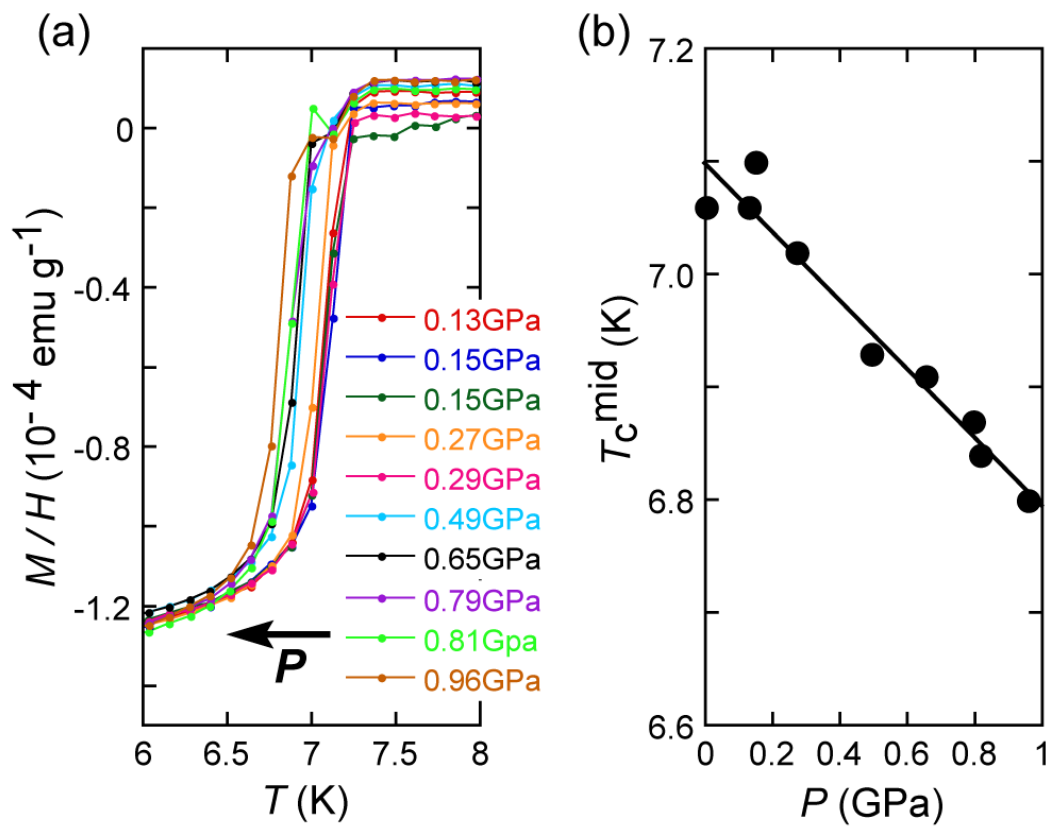 (a)
0
-0.4
-0.8
-1.2
M / H (10⁻⁴ emu g⁻¹)
6
6.5
7
7.5
8
T (K)
0.13GPa
0.15GPa
0.15GPa
0.27GPa
0.29GPa
0.49GPa
0.65GPa
0.79GPa
0.81Gpa
0.96GPa
P
(b)
7.2
7.0
6.8
6.6
Tcmid (K)
0
0.2
0.4
0.6
0.8
1
P (GPa)